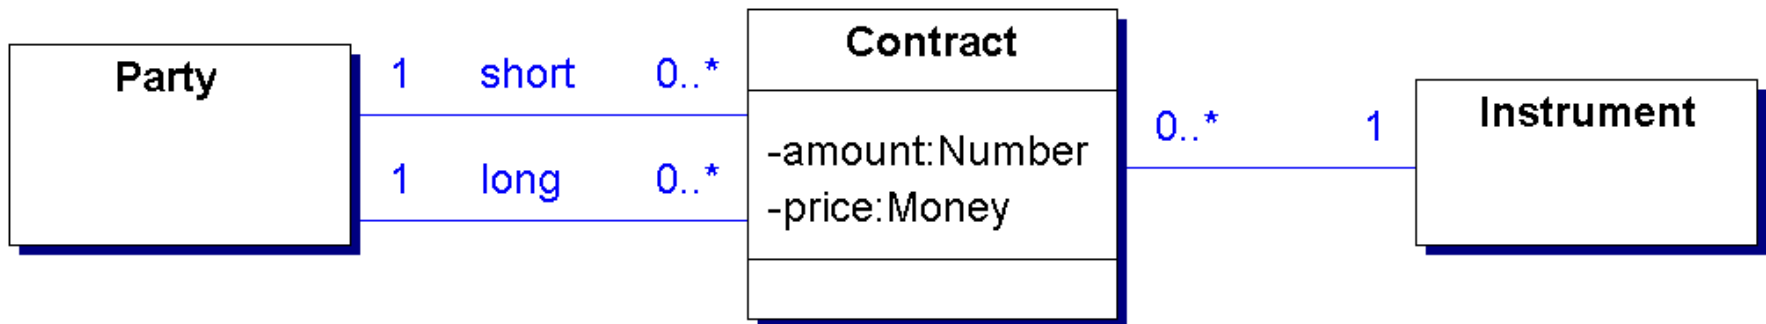 Party
1 short 0..*
1 long 0..*
Contract
-amount:Number
-price:Money
0..* 1
Instrument